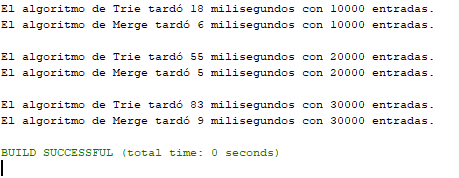 El algoritmo de Trie tardó 18 milisegundos con 10000 entradas.
El algoritmo de Merge tardó 6 milisegundos con 10000 entradas.
El algoritmo de Trie tardó 55 milisegundos con 20000 entradas.
El algoritmo de Merge tardó 5 milisegundos con 20000 entradas.
El algoritmo de Trie tardó 83 milisegundos con 30000 entradas.
El algoritmo de Merge tardó 9 milisegundos con 30000 entradas.
BUILD SUCCESSFUL (total time: 0 seconds)